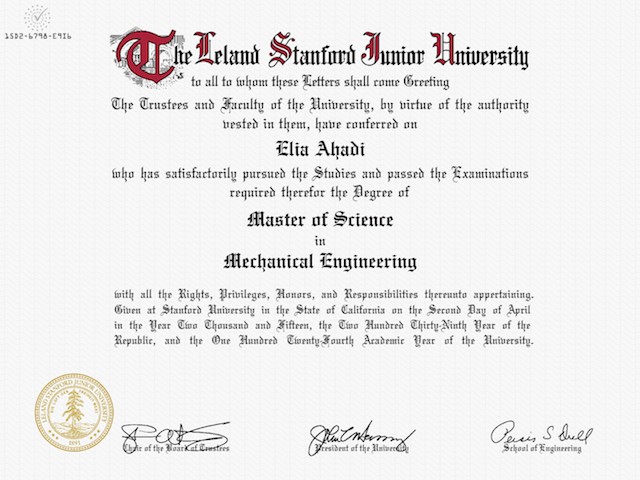 15D2-6798-E9I6
The Leland Stanford Junior University
to all to whom these Letters shall come Greeting
The Trustees and Faculty of the University, by virtue of the authority
vested in them, have conferred on
Elia Ahadi
who has satisfactorily pursued the Studies and passed the Examinations
required therefor the Degree of
Master of Science
in
Mechanical Engineering
with all the Rights, Privileges, Honors, and Responsibilities thereunto appertaining.
Given at Stanford University in the State of California on the Second Day of April
in the Year Two Thousand and Fifteen, the Two Hundred Thirty-Ninth Year of the
Republic, and the One Hundred Twenty-Fourth Academic Year of the University.
LELAND STANFORD JUNIOR UNIVERSITY
1891
Persis S Drell
Chair of the Board of Trustees
President of the University
School of Engineering